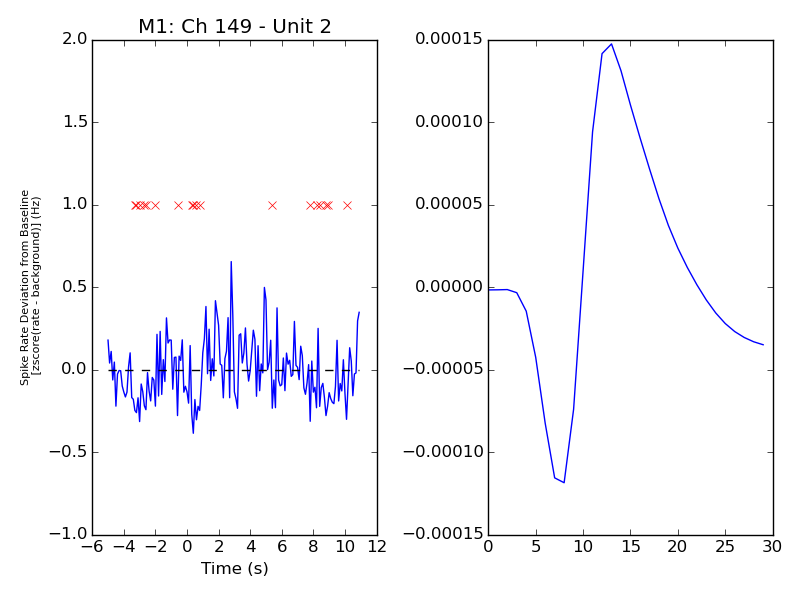 M1: Ch 149 - Unit 2
2.0
1.5
1.0
0.5
0.0
−0.5
−1.0
Spike Rate Deviation from Baseline
[zscore(rate - background)] (Hz)
−6 −4 −2 0 2 4 6 8 10 12
Time (s)
0.00015
0.00010
0.00005
0.00000
−0.00005
−0.00010
−0.00015
0 5 10 15 20 25 30